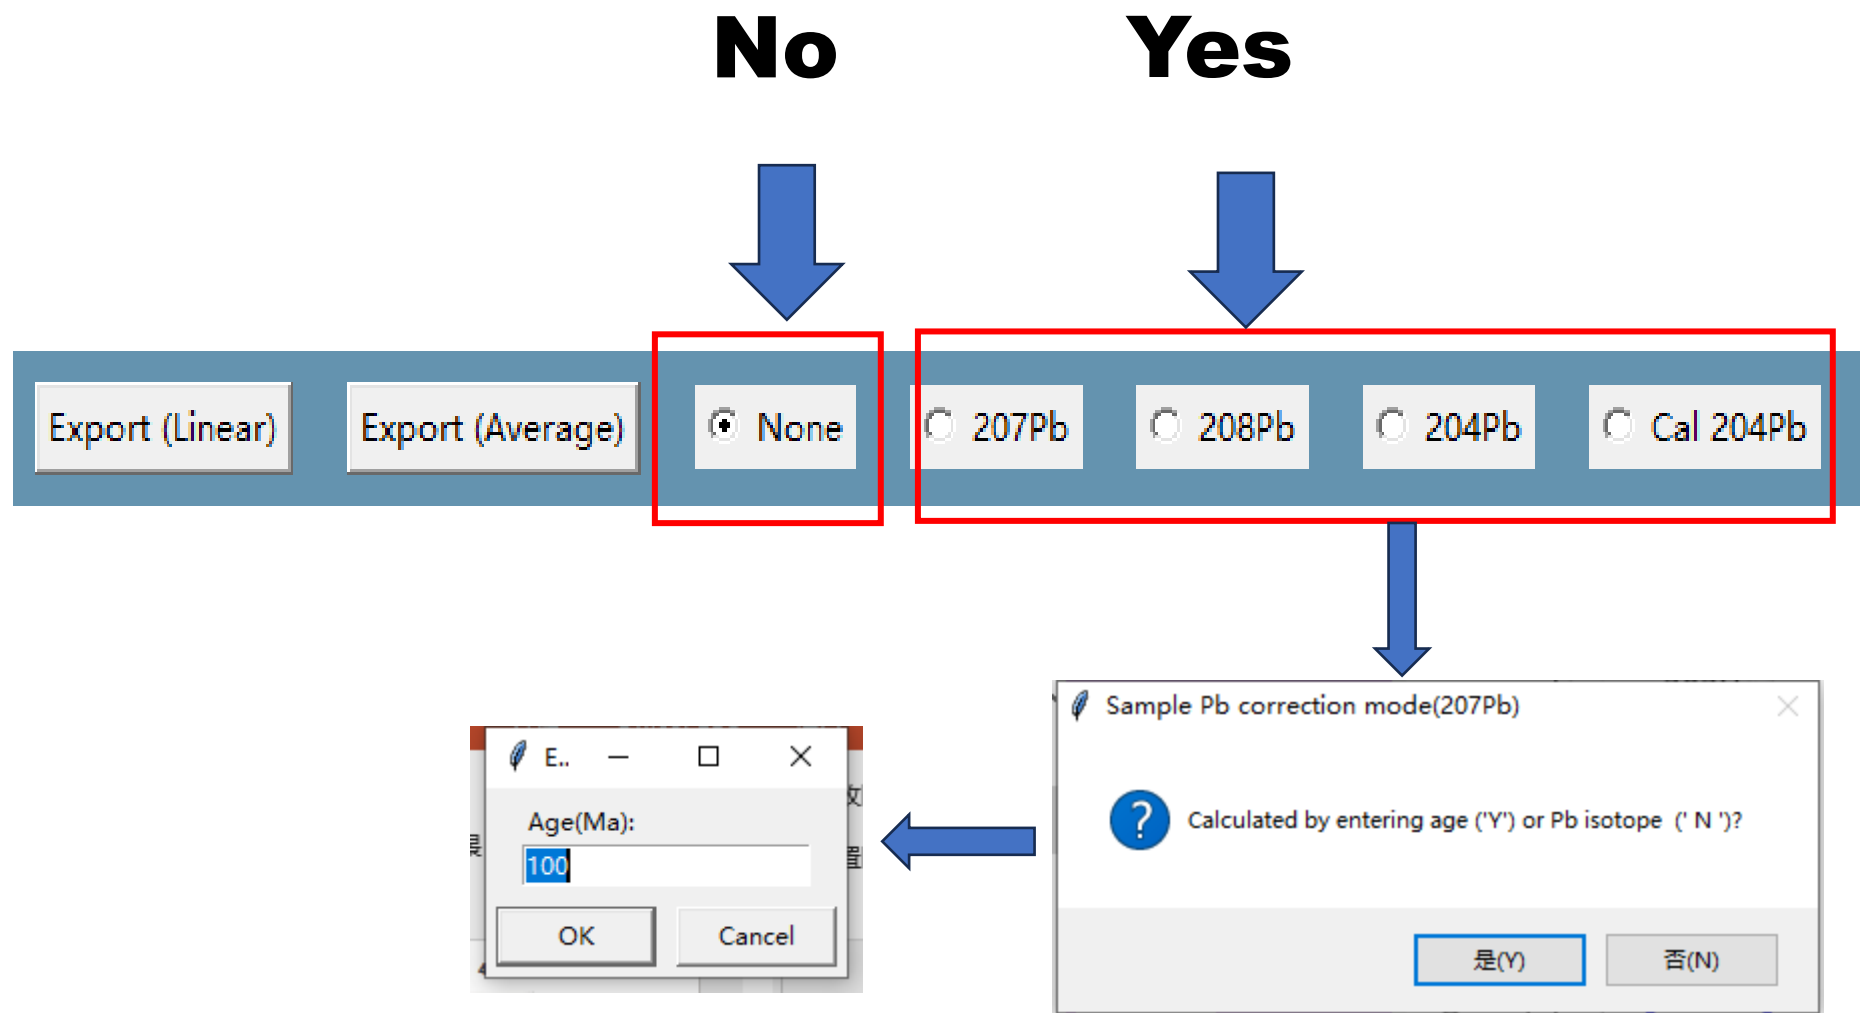 No Yes
Export (Linear) Export (Average) None 207Pb 208Pb 204Pb Cal 204Pb
Sample Pb correction mode(207Pb)
Calculated by entering age ('Y') or Pb isotope (' N ')?
是(Y) 否(N)
E..
Age(Ma):
100
OK Cancel